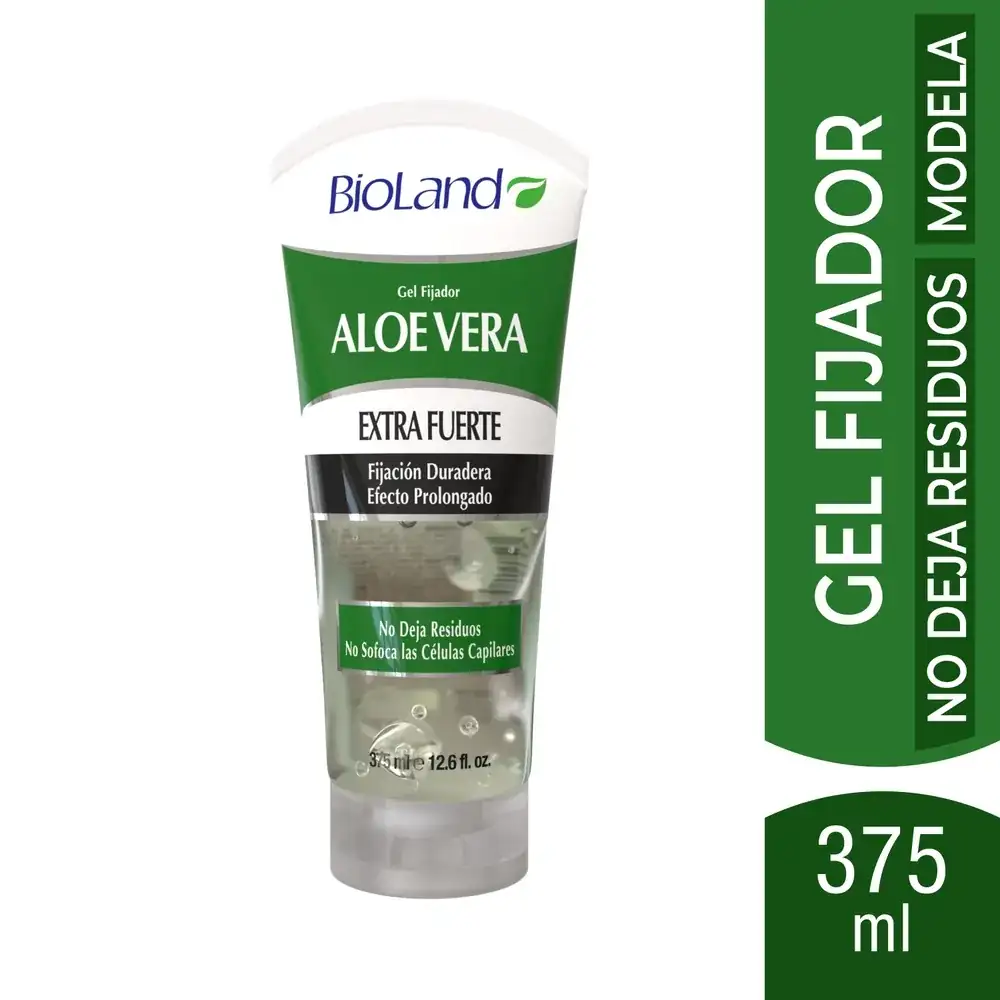 BioLand
Gel Fijador
ALOE VERA
EXTRA FUERTE
Fijación Duradera
Efecto Prolongado
No Deja Residuos
No Sofoca las Células Capilares
375 ml ℮ 12.6 fl. oz.
GEL FIJADOR
NO DEJA RESIDUOS
MODELA
375
ml